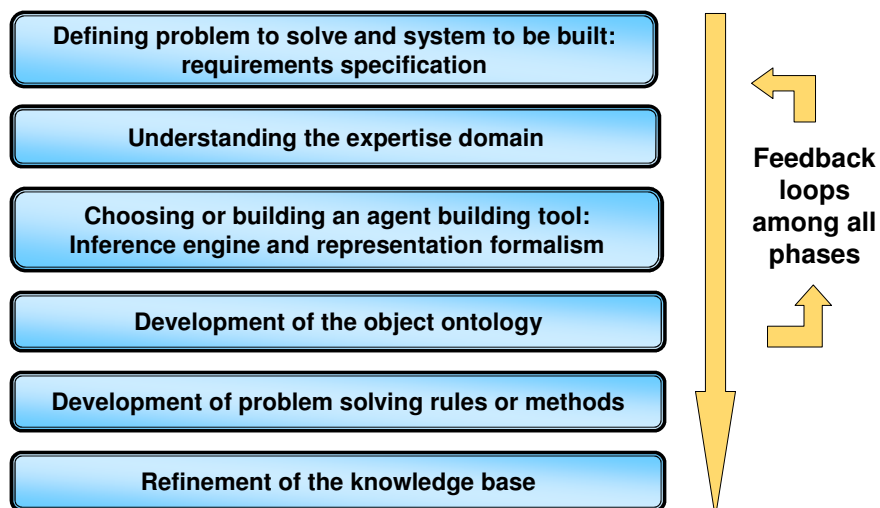 Defining problem to solve and system to be built:
requirements specification
Understanding the expertise domain
Choosing or building an agent building tool:
Inference engine and representation formalism
Development of the object ontology
Development of problem solving rules or methods
Refinement of the knowledge base
Feedback
loops
among all
phases